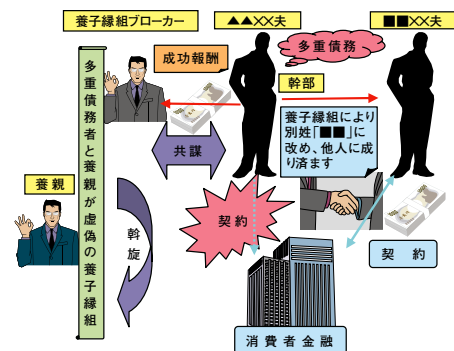 養子縁組ブローカー
▲▲××夫
■■××夫
多重債務
成功報酬
幹部
養子縁組により
別姓「■■」に
改め、他人に成
り済ます
共謀
多重債務者と養親が虚偽の養子縁組
養親
斡旋
契約
契約
消費者金融